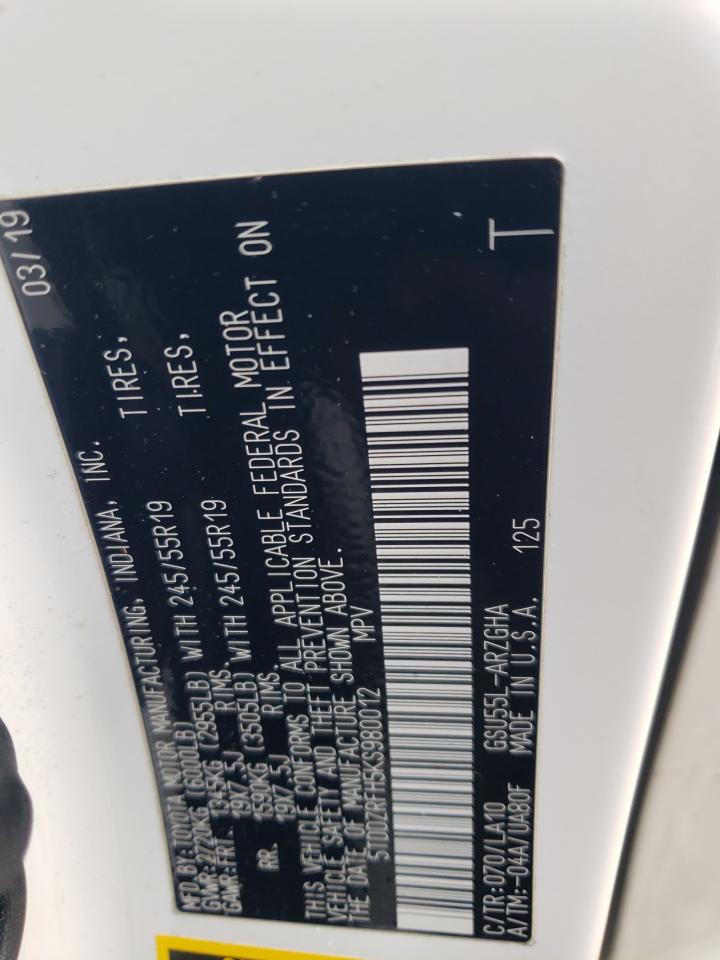 MFD BY: TOYOTA MOTOR MANUFACTURING, INDIANA, INC. 03/19
GVWR: 2720KG (6000LB)
GAWR: FRT 1345KG (2955LB) WITH 245/55R19 TIRES,
19X7.5J RIMS.
RR. 1590KG (3505LB) WITH 245/55R19 TIRES,
19X7.5J RIMS.
THIS VEHICLE CONFORMS TO ALL APPLICABLE FEDERAL MOTOR
VEHICLE SAFETY AND THEFT PREVENTION STANDARDS IN EFFECT ON
THE DATE OF MANUFACTURE SHOWN ABOVE.
5TDDZRFH5KS980012 MPV
T
C/TR: 070/LA10 GSU55L-ARZGHA
A/TM: -04A/UA80F MADE IN U.S.A. 125